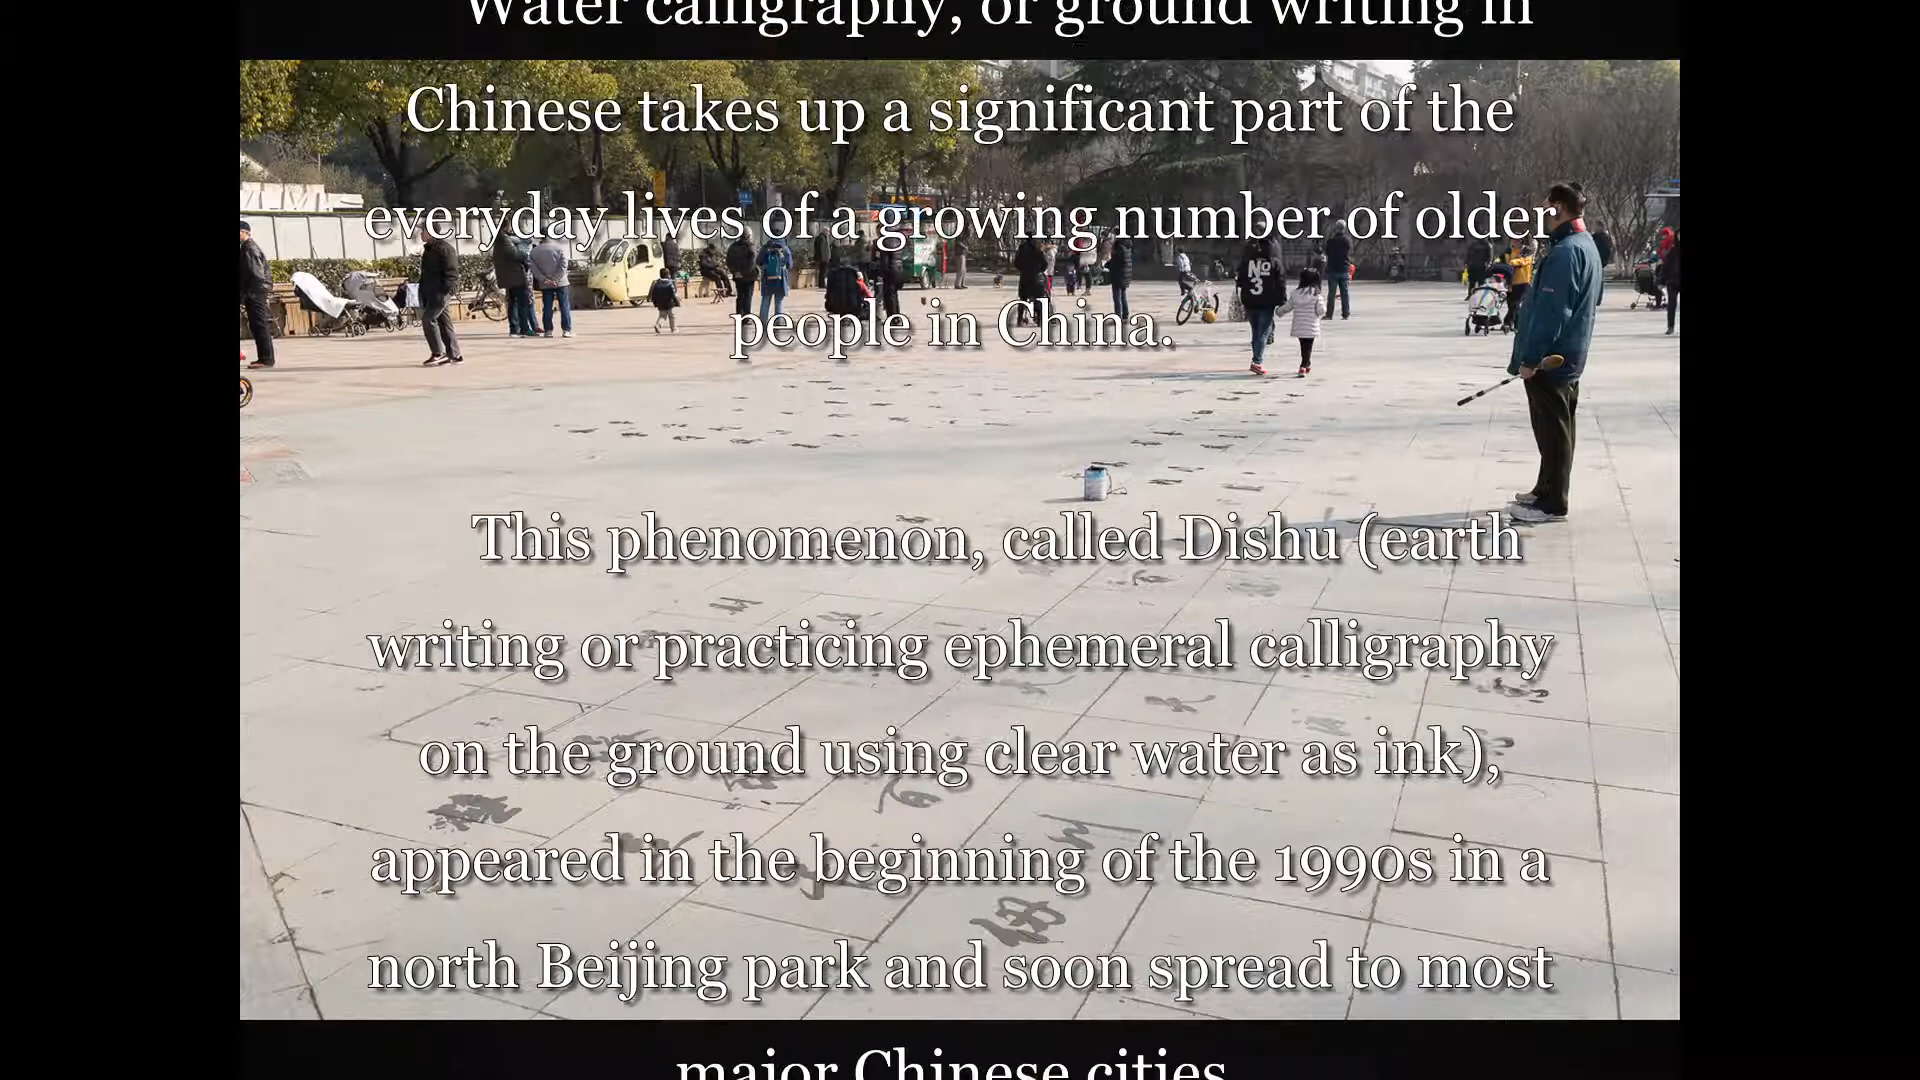 Water calligraphy, or ground writing in
Chinese takes up a significant part of the
everyday lives of a growing number of older
people in China.
No
3
This phenomenon, called Dishu (earth
writing or practicing ephemeral calligraphy
on the ground using clear water as ink),
appeared in the beginning of the 1990s in a
north Beijing park and soon spread to most
major Chinese cities